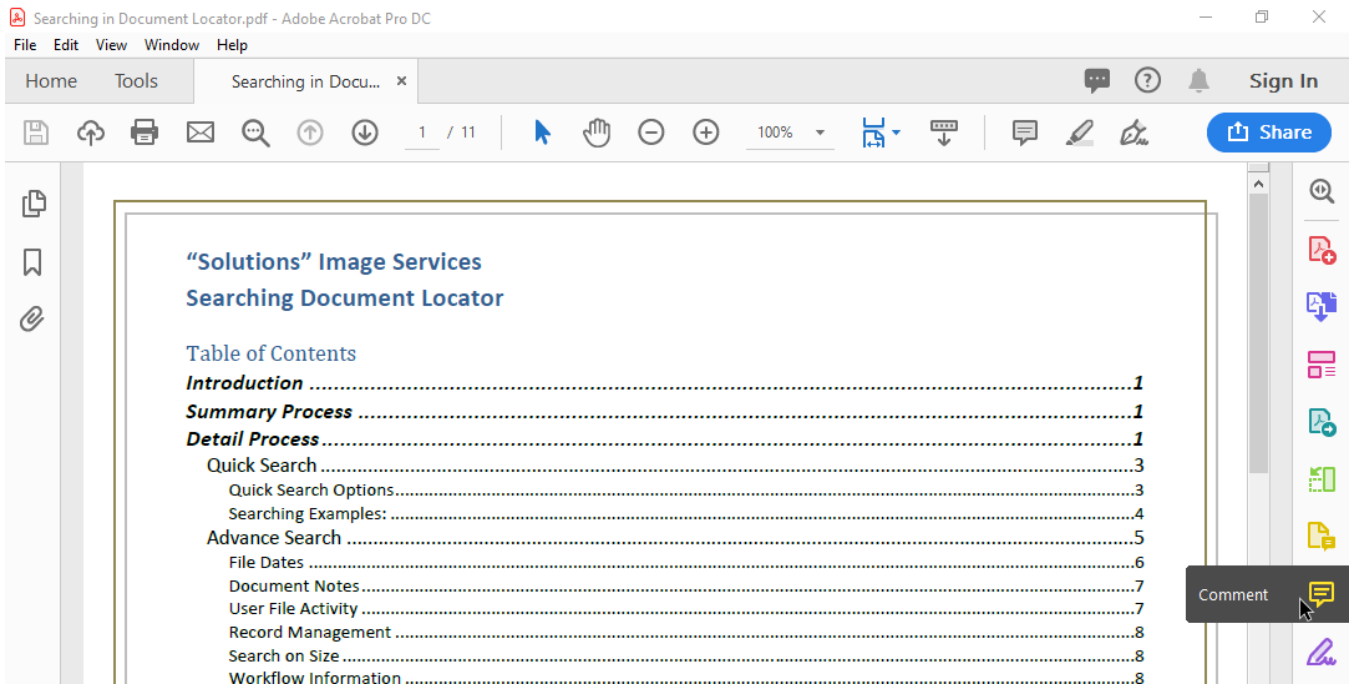 Searching in Document Locator.pdf - Adobe Acrobat Pro DC
File Edit View Window Help
Home Tools Searching in Docu... × Sign In
1 / 11 100% Share
“Solutions” Image Services
Searching Document Locator
Table of Contents
Introduction ........................................................................................................................................1
Summary Process ................................................................................................................................1
Detail Process......................................................................................................................................1
Quick Search ........................................................................................................................................3
Quick Search Options............................................................................................................................3
Searching Examples: .............................................................................................................................4
Advance Search ....................................................................................................................................5
File Dates ............................................................................................................................................6
Document Notes...................................................................................................................................7
User File Activity ..................................................................................................................................7
Record Management ............................................................................................................................8
Search on Size......................................................................................................................................8
Workflow Information ..........................................................................................................................8
Comment